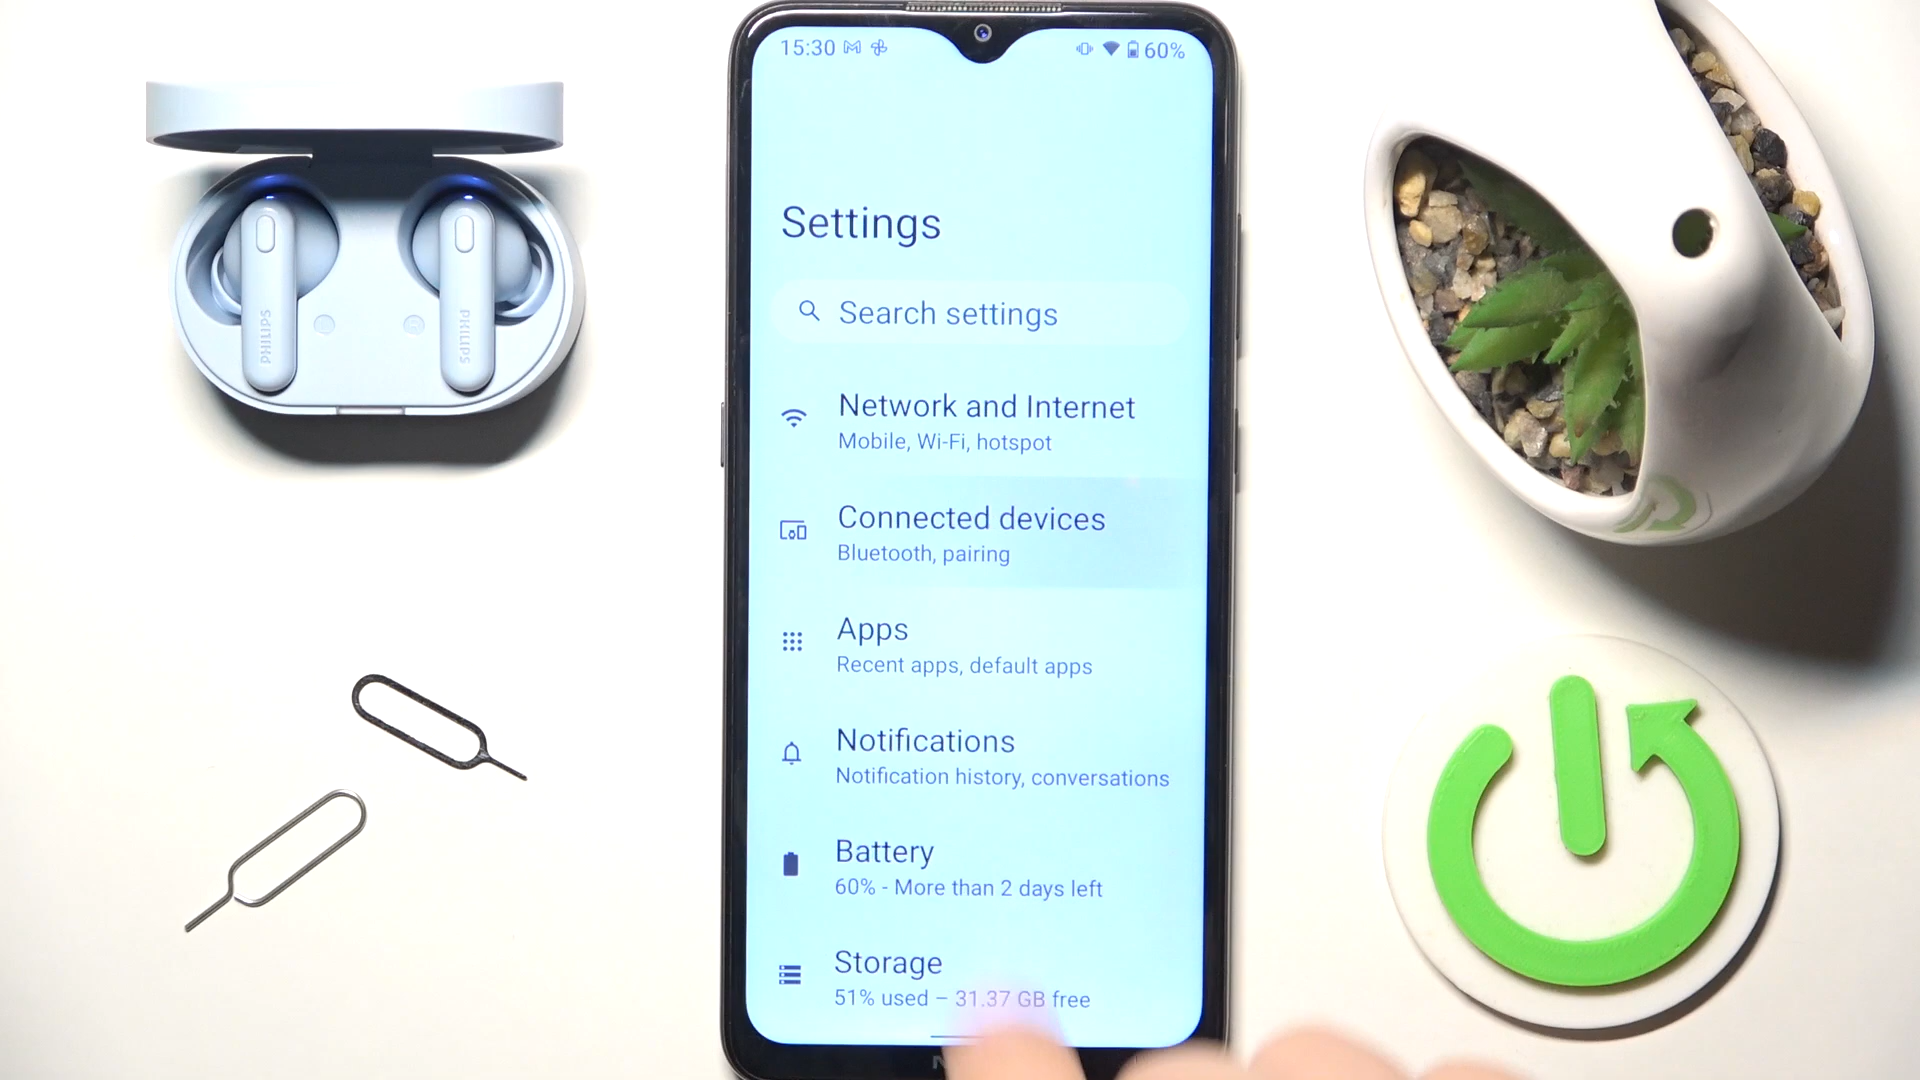 15:30
60%
Settings
Search settings
Network and Internet
Mobile, Wi-Fi, hotspot
Connected devices
Bluetooth, pairing
Apps
Recent apps, default apps
Notifications
Notification history, conversations
Battery
60% - More than 2 days left
Storage
51% used – 31.37 GB free
PHILIPS
PHILIPS